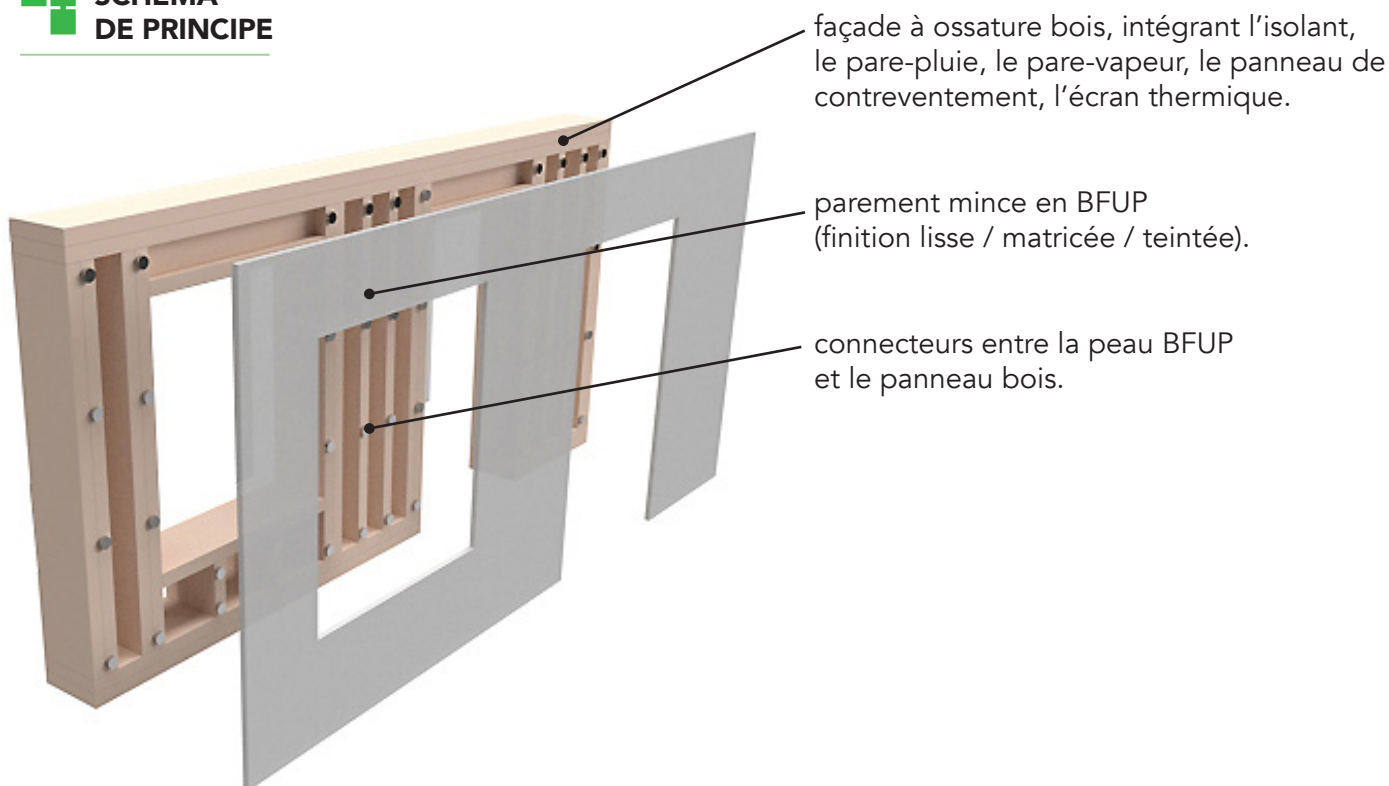 SCHÉMA
DE PRINCIPE
façade à ossature bois, intégrant l’isolant,
le pare-pluie, le pare-vapeur, le panneau de
contreventement, l’écran thermique.
parement mince en BFUP
(finition lisse / matricée / teintée).
connecteurs entre la peau BFUP
et le panneau bois.